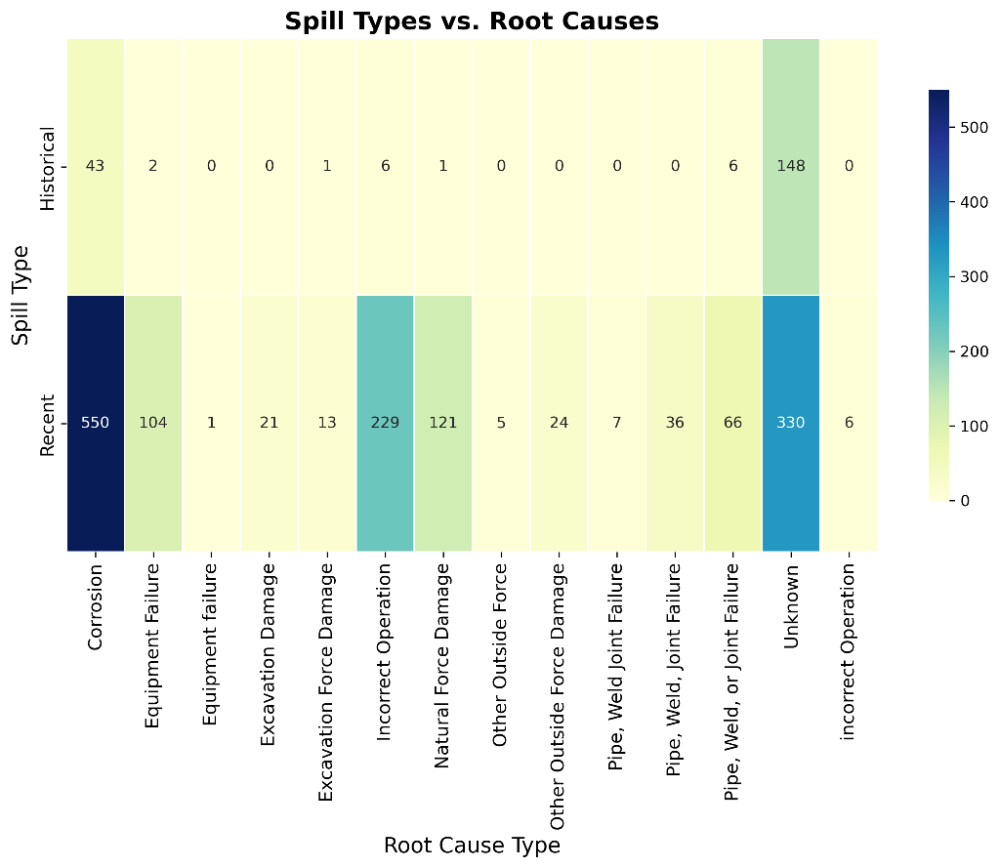 Spill Types vs. Root Causes
Spill Type
Historical
43 2 0 0 1 6 1 0 0 0 0 6 148 0
Recent
550 104 1 21 13 229 121 5 24 7 36 66 330 6
Corrosion
Equipment Failure
Equipment failure
Excavation Damage
Excavation Force Damage
Incorrect Operation
Natural Force Damage
Other Outside Force
Other Outside Force Damage
Pipe, Weld Joint Failure
Pipe, Weld, Joint Failure
Pipe, Weld, or Joint Failure
Unknown
incorrect Operation
Root Cause Type
500
400
300
200
100
0